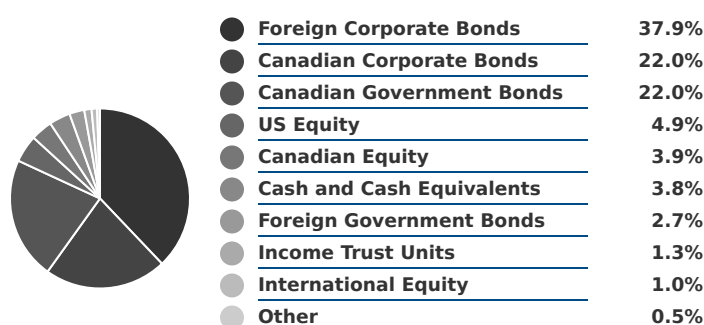 Foreign Corporate Bonds 37.9%
Canadian Corporate Bonds 22.0%
Canadian Government Bonds 22.0%
US Equity 4.9%
Canadian Equity 3.9%
Cash and Cash Equivalents 3.8%
Foreign Government Bonds 2.7%
Income Trust Units 1.3%
International Equity 1.0%
Other 0.5%